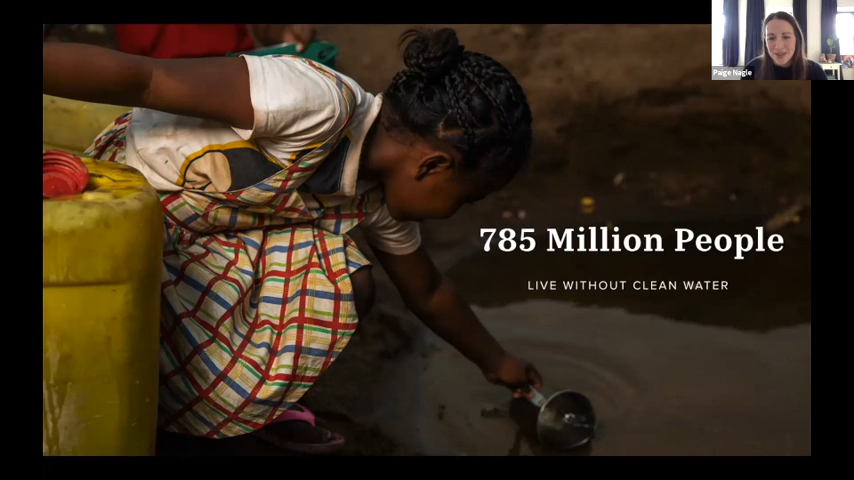 Paige Nagle
785 Million People
LIVE WITHOUT CLEAN WATER